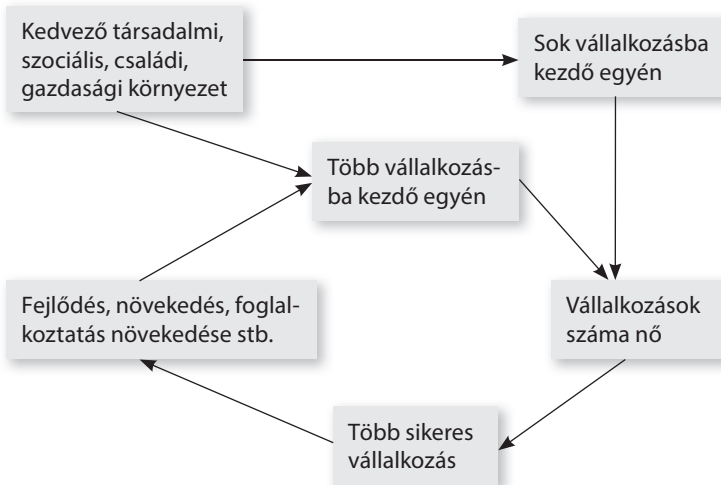 Kedvező társadalmi,
szociális, családi,
gazdasági környezet
Sok vállalkozásba
kezdő egyén
Több vállalkozás-
ba kezdő egyén
Fejlődés, növekedés, foglal-
koztatás növekedése stb.
Vállalkozások
száma nő
Több sikeres
vállalkozás